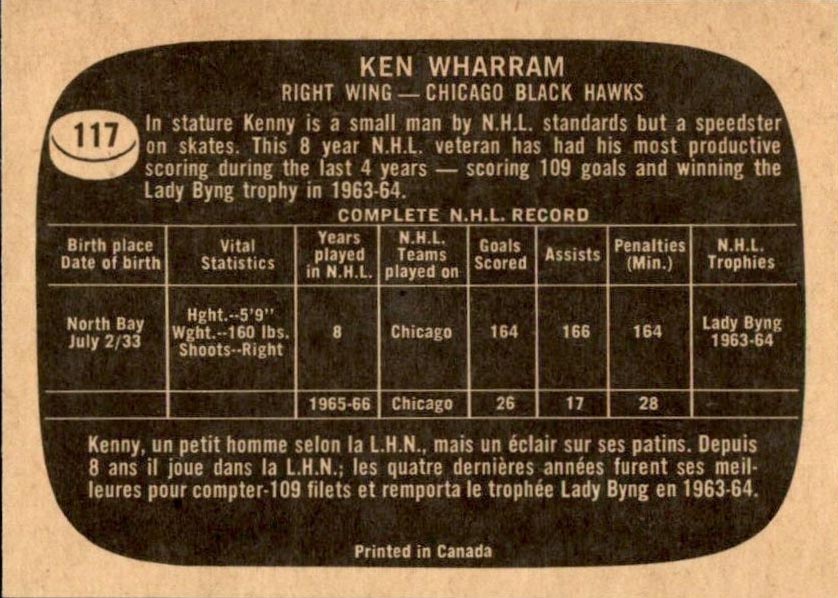 KEN WHARRAM
RIGHT WING — CHICAGO BLACK HAWKS
117
In stature Kenny is a small man by N.H.L. standards but a speedster
on skates. This 8 year N.H.L. veteran has had his most productive
scoring during the last 4 years — scoring 109 goals and winning the
Lady Byng trophy in 1963-64.
COMPLETE N.H.L. RECORD
Birth place
Date of birth
Vital
Statistics
Years
played
in N.H.L.
N.H.L.
Teams
played on
Goals
Scored
Assists
Penalties
(Min.)
N.H.L.
Trophies
North Bay
July 2/33
Hght.--5'9''
Wght.--160 lbs.
Shoots--Right
8
Chicago
164
166
164
Lady Byng
1963-64
1965-66
Chicago
26
17
28
Kenny, un petit homme selon la L.H.N., mais un éclair sur ses patins. Depuis
8 ans il joue dans la L.H.N.; les quatre dernières années furent ses meil-
leures pour compter-109 filets et remporta le trophée Lady Byng en 1963-64.
Printed in Canada